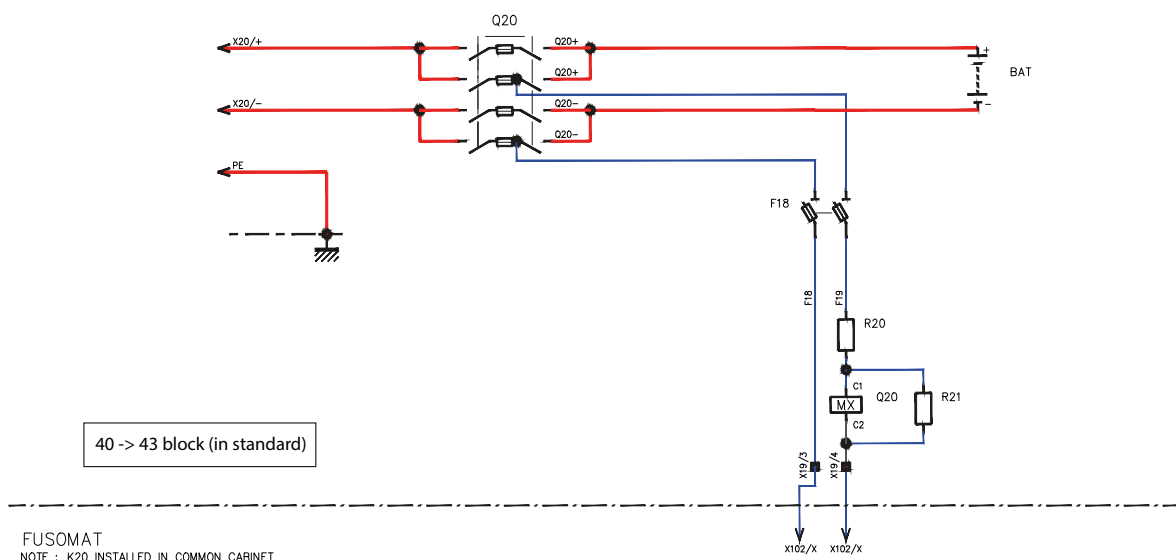 Q20
X20/+
Q20+
+
BAT
Q20+
X20/-
Q20-
-
Q20-
PE
F18
F18
F19
R20
C1
MX
Q20
R21
C2
40 -> 43 block (in standard)
X19/3
X19/4
FUSOMAT
X102/X
X102/X
NOTE : K20 INSTALLED IN COMMON CABINET